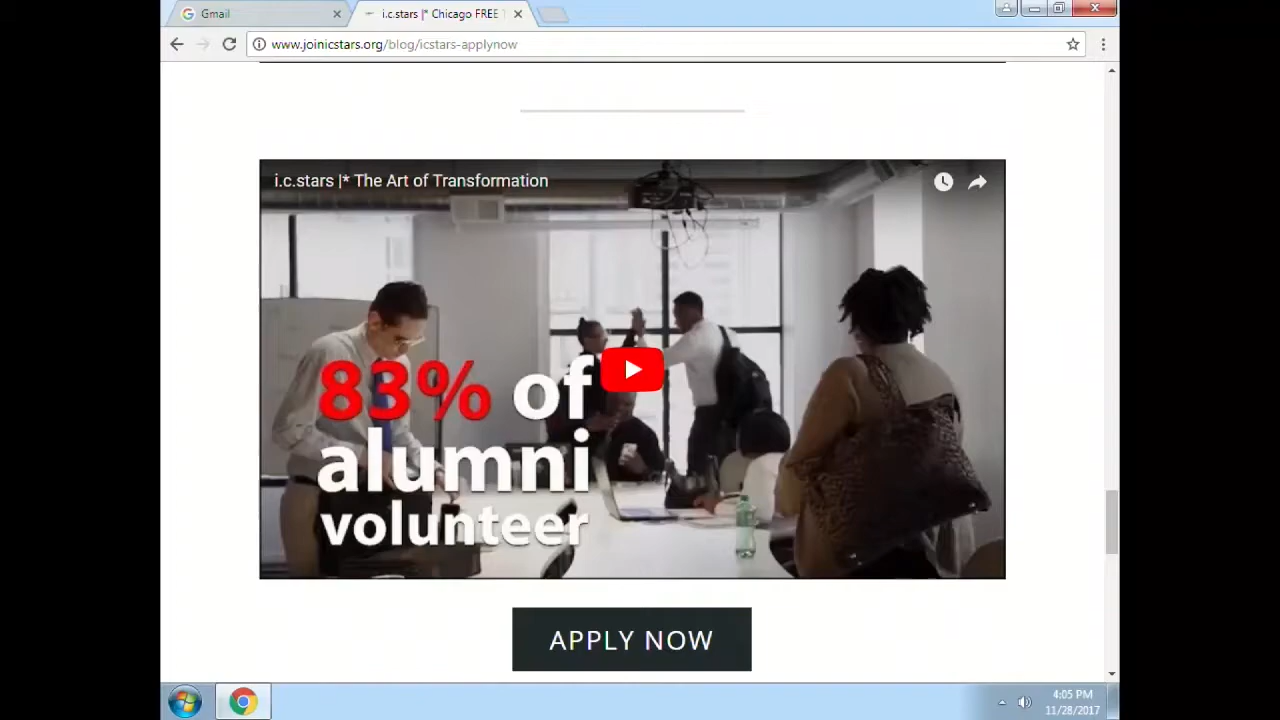 Gmail
i.c.stars |* Chicago FREE T
www.joinicstars.org/blog/icstars-applynow
i.c.stars |* The Art of Transformation
83% of
alumni
volunteer
APPLY NOW
4:05 PM
11/28/2017